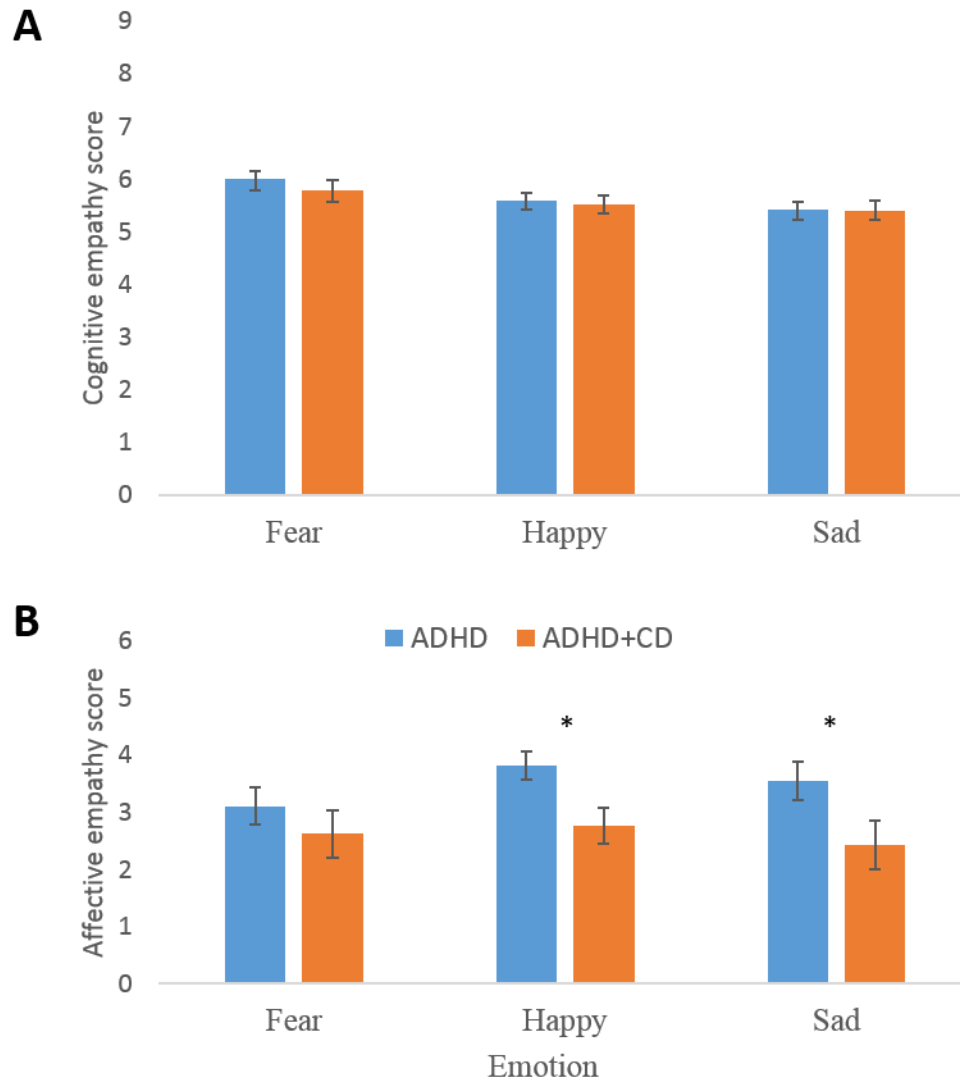 A
Cognitive empathy score
9
8
7
6
5
4
3
2
1
0
Fear Happy Sad
B
Affective empathy score
ADHD ADHD+CD
6
5
4
3
2
1
0
* *
Fear Happy Sad
Emotion